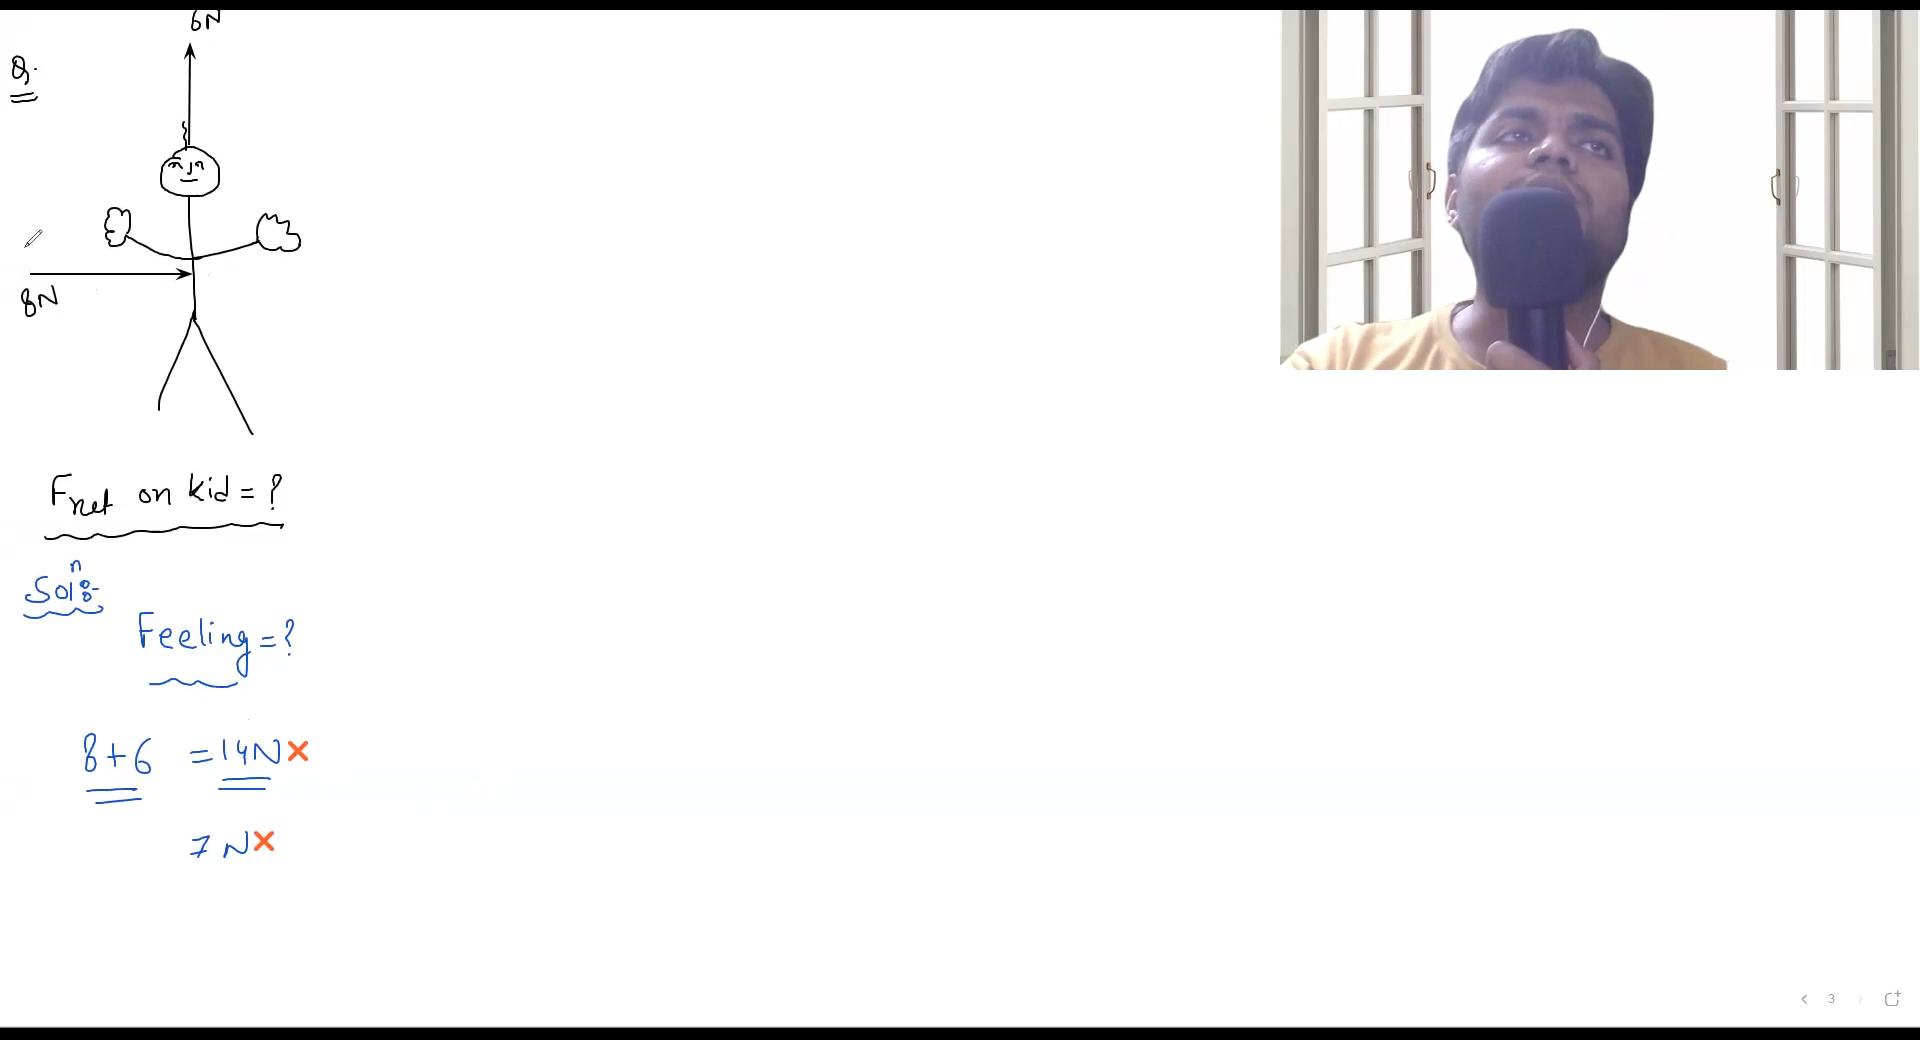 6N
Q.
8N
Fnet on kid = ?
Solⁿ:-
Feeling = ?
8+6 = 14N ×
7 N ×
< 3